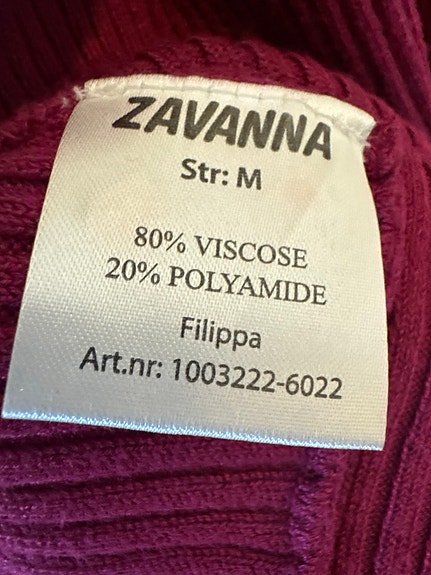 ZAVANNA
Str: M
80% VISCOSE
20% POLYAMIDE
Filippa
Art.nr: 1003222-6022